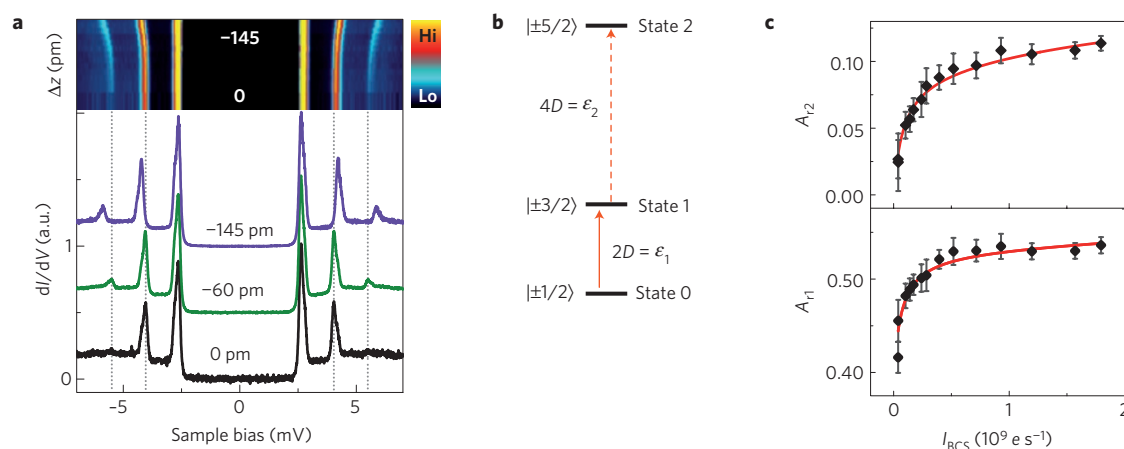 a
Δz (pm)
−145
0
Hi
Lo
dI/dV (a.u.)
1
0
−145 pm
−60 pm
0 pm
−5
0
5
Sample bias (mV)
b
|±5/2⟩
State 2
4D = ε2
|±3/2⟩
State 1
2D = ε1
|±1/2⟩
State 0
c
Ar2
0.10
0.05
0.00
Ar1
0.50
0.40
0
1
2
IBCS (10⁹ e s⁻¹)